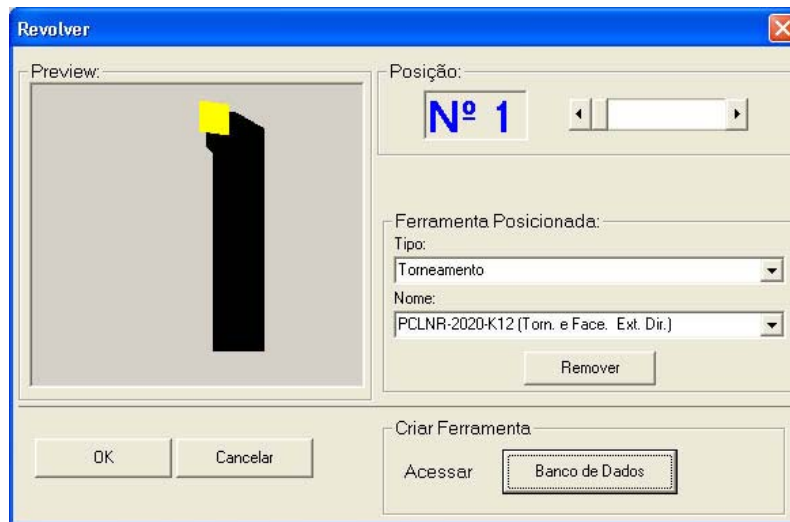 Revolver
Preview:
Posição:
Nº 1
Ferramenta Posicionada:
Tipo:
Torneamento
Nome:
PCLNR-2020-K12 (Torn. e Face. Ext. Dir.)
Remover
OK
Cancelar
Criar Ferramenta
Acessar
Banco de Dados